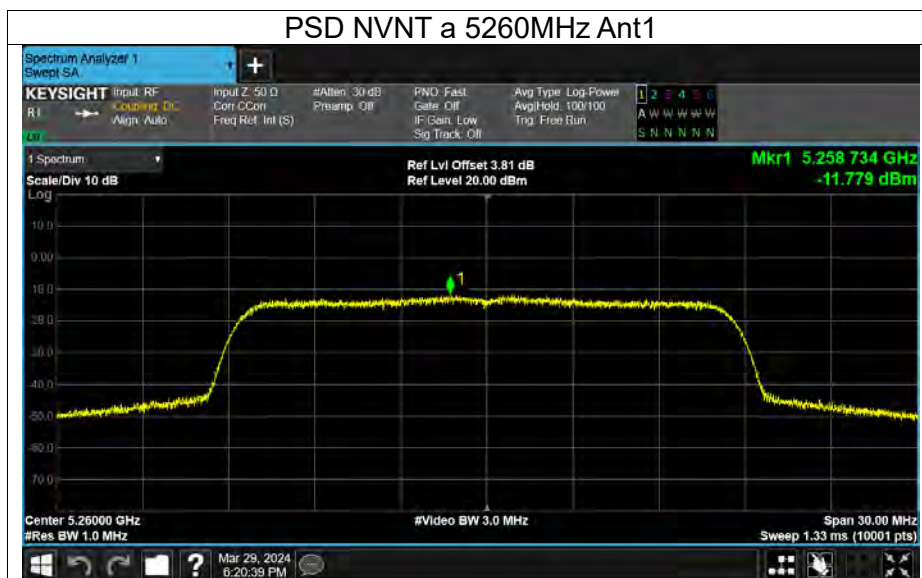 PSD NVNT a 5260MHz Ant1
Spectrum Analyzer 1
Swept SA
+
KEYSIGHT Input: RF
R L
Coupling: DC
Align: Auto
Input Z: 50 Ω
Corr CCorr
Freq Ref: Int (S)
#Atten: 30 dB
Preamp: Off
PNO: Fast
Gate: Off
IF Gain: Low
Sig Track: Off
Avg Type: Log-Power
Avg|Hold: 100/100
Trig: Free Run
1 2 3 4 5 6
A W W W W W
S N N N N N
1 Spectrum
Scale/Div 10 dB
Log
Ref Lvl Offset 3.81 dB
Ref Level 20.00 dBm
Mkr1 5.258 734 GHz
-11.779 dBm
10.0
0.00
-10.0
-20.0
-30.0
-40.0
-50.0
-60.0
-70.0
1
Center 5.26000 GHz
#Res BW 1.0 MHz
#Video BW 3.0 MHz
Span 30.00 MHz
Sweep 1.33 ms (10001 pts)
?
Mar 29, 2024
6:20:39 PM